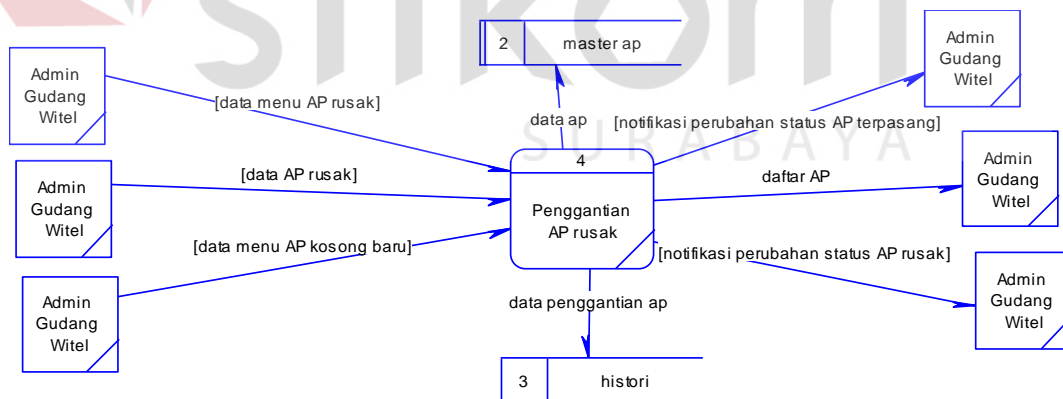 stikom
SURABAYA
2 master ap
Admin
Gudang
Witel
Admin
Gudang
Witel
[data menu AP rusak]
data ap
[notifikasi perubahan status AP terpasang]
4
Penggantian
AP rusak
[data AP rusak]
daftar AP
Admin
Gudang
Witel
Admin
Gudang
Witel
[data menu AP kosong baru]
[notifikasi perubahan status AP rusak]
Admin
Gudang
Witel
Admin
Gudang
Witel
data penggantian ap
3 histori